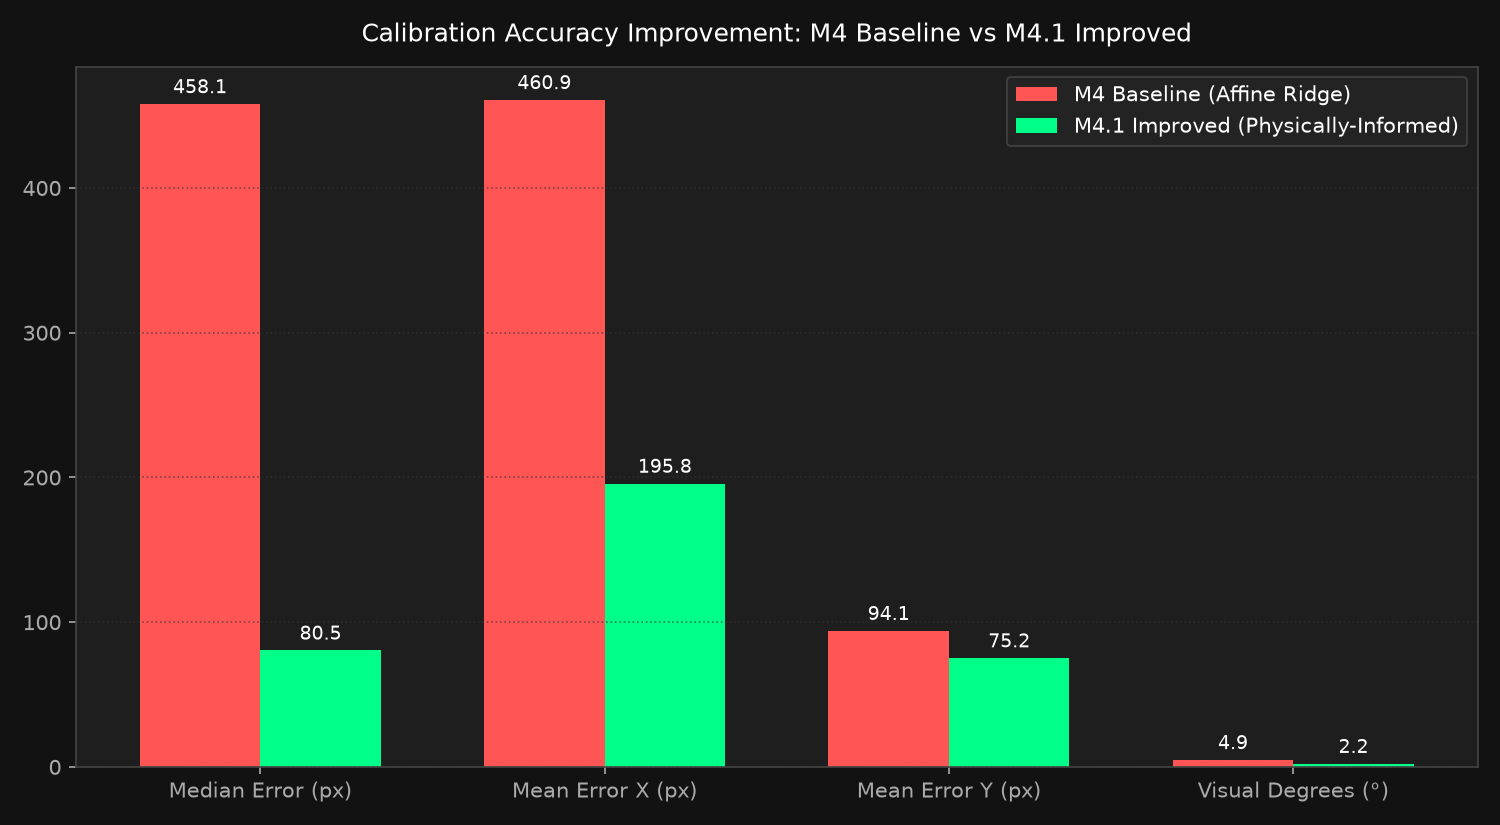 Calibration Accuracy Improvement: M4 Baseline vs M4.1 Improved
458.1
460.9
M4 Baseline (Affine Ridge)
M4.1 Improved (Physically-Informed)
400
300
200
195.8
100
94.1
80.5
75.2
4.9
2.2
0
Median Error (px)
Mean Error X (px)
Mean Error Y (px)
Visual Degrees (°)